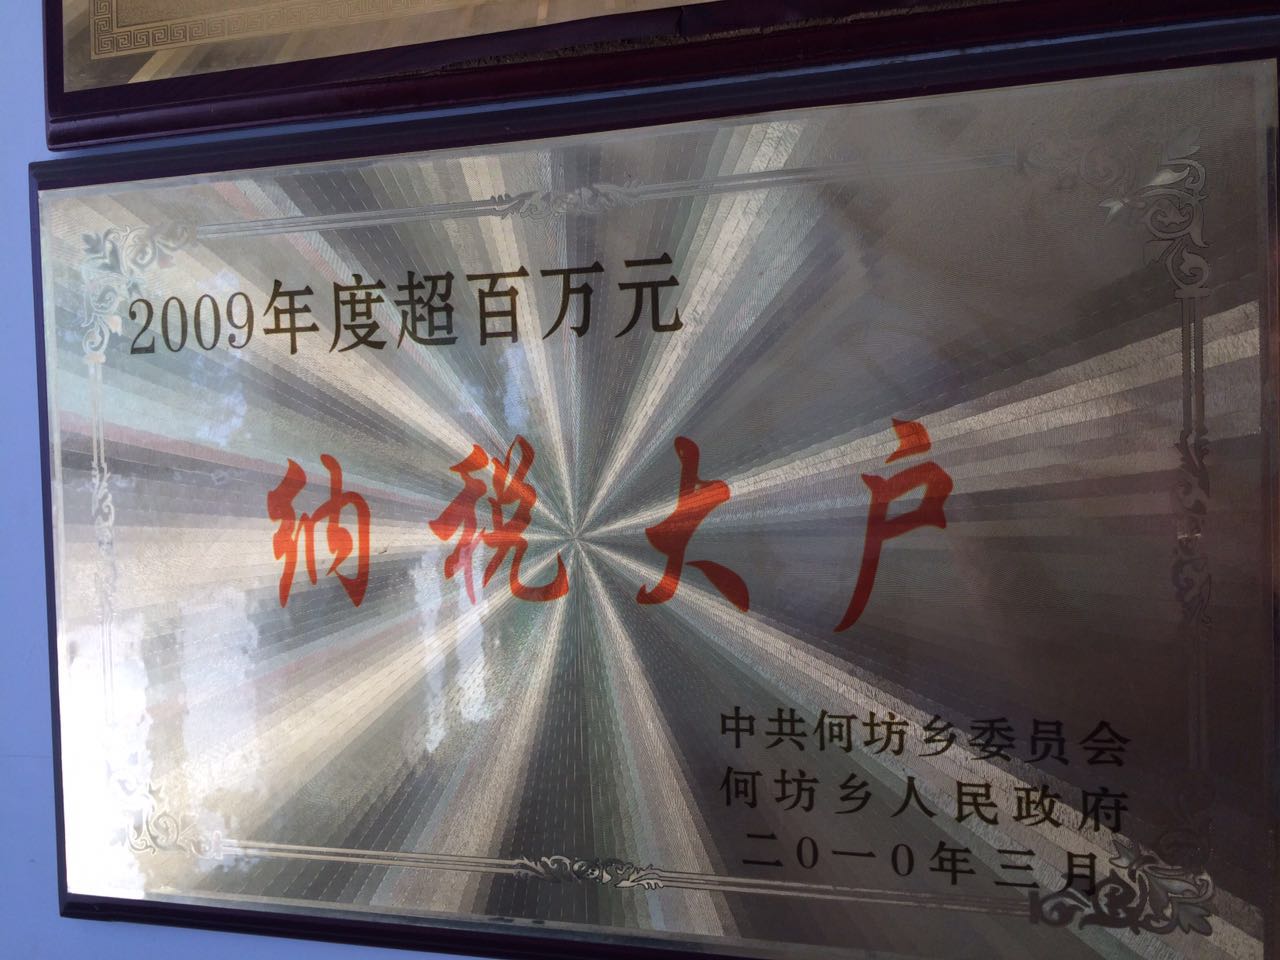 2009年度超百万元
纳税大户
中共何坊乡委员会
何坊乡人民政府
二0一0年三月